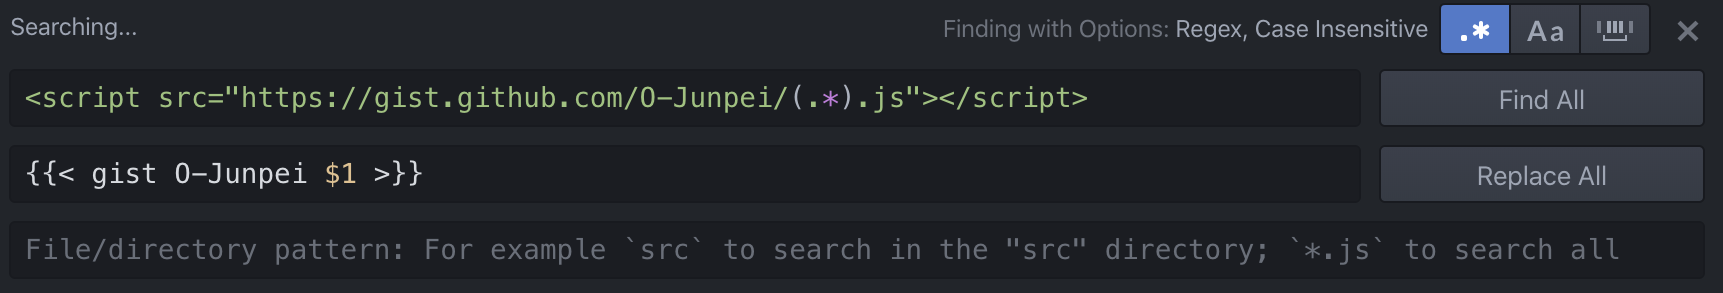 Searching...
Finding with Options: Regex, Case Insensitive
.* Aa
<script src="https://gist.github.com/O-Junpei/(.*).js"></script>
Find All
{{< gist O-Junpei $1 >}}
Replace All
File/directory pattern: For example `src` to search in the "src" directory; `*.js` to search all